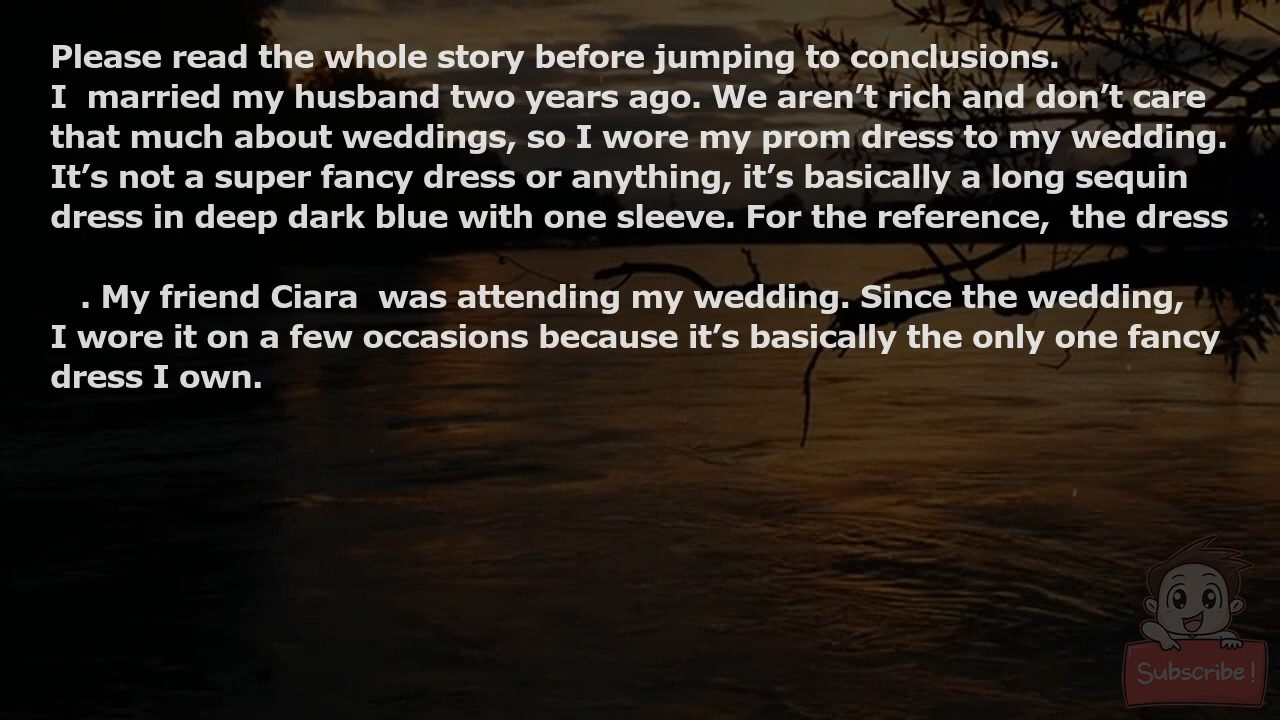 Please read the whole story before jumping to conclusions.
I  married my husband two years ago. We aren’t rich and don’t care
that much about weddings, so I wore my prom dress to my wedding.
It’s not a super fancy dress or anything, it’s basically a long sequin
dress in deep dark blue with one sleeve. For the reference,  the dress
. My friend Ciara  was attending my wedding. Since the wedding,
I wore it on a few occasions because it’s basically the only one fancy
dress I own.
Subscribe!